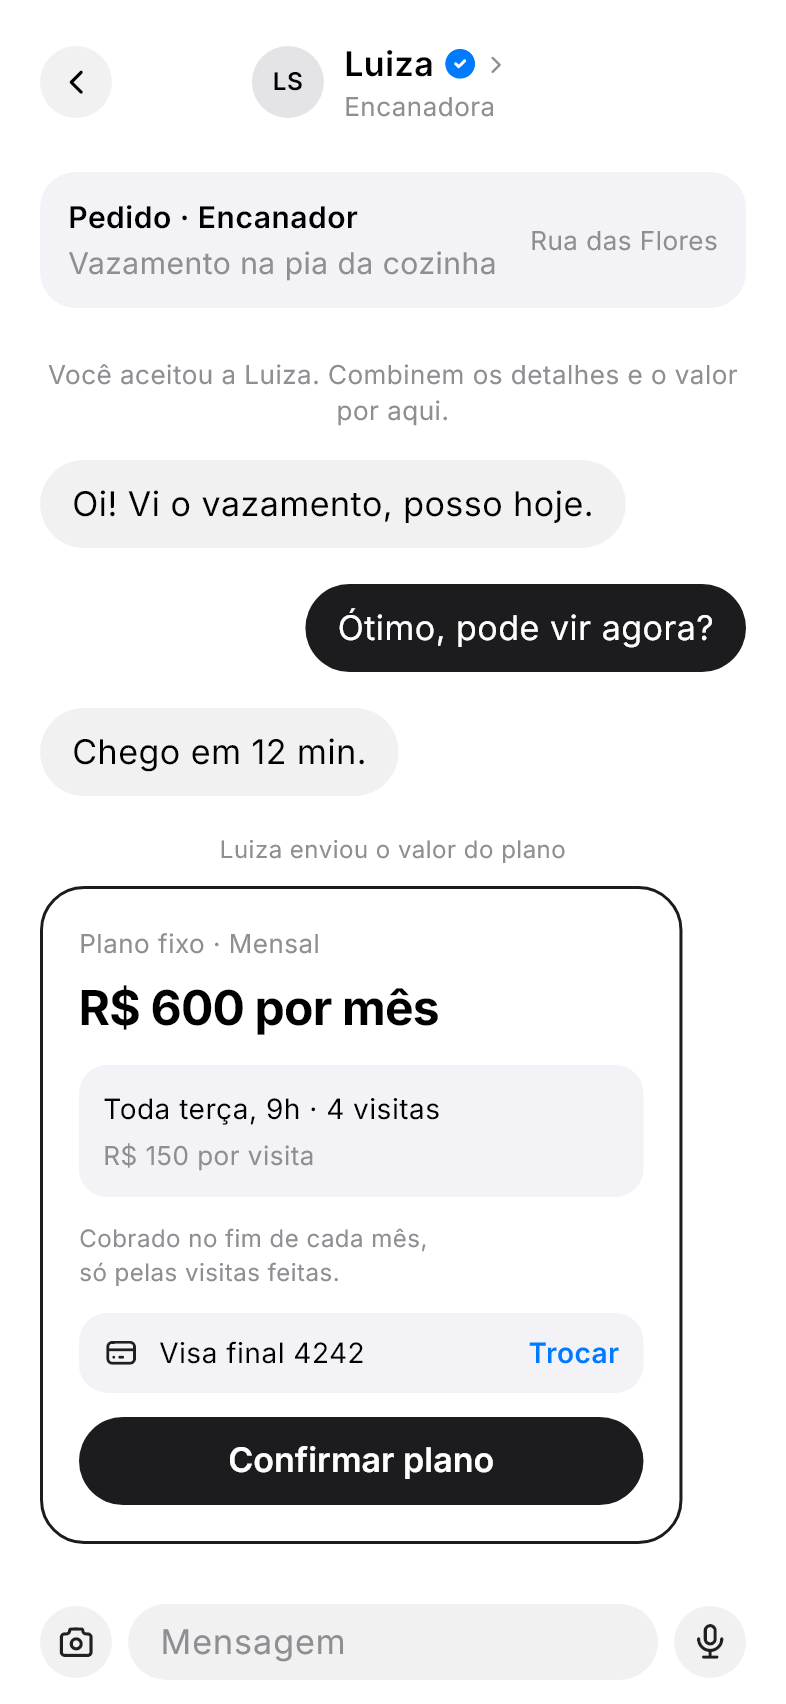 LS
Luiza
Encanadora
Pedido · Encanador
Vazamento na pia da cozinha
Rua das Flores
Você aceitou a Luiza. Combinem os detalhes e o valor
por aqui.
Oi! Vi o vazamento, posso hoje.
Ótimo, pode vir agora?
Chego em 12 min.
Luiza enviou o valor do plano
Plano fixo · Mensal
R$ 600 por mês
Toda terça, 9h · 4 visitas
R$ 150 por visita
Cobrado no fim de cada mês,
só pelas visitas feitas.
Visa final 4242
Trocar
Confirmar plano
Mensagem